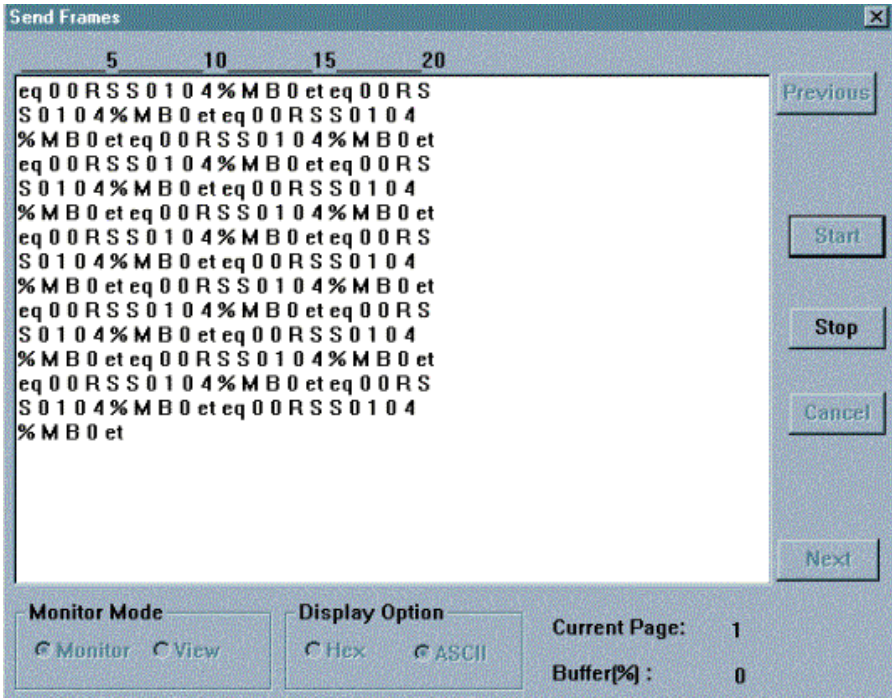 Send Frames
5 10 15 20
eq 0 0 R S S 0 1 0 4 % M B 0 et eq 0 0 R S
S 0 1 0 4 % M B 0 et eq 0 0 R S S 0 1 0 4
% M B 0 et eq 0 0 R S S 0 1 0 4 % M B 0 et
eq 0 0 R S S 0 1 0 4 % M B 0 et eq 0 0 R S
S 0 1 0 4 % M B 0 et eq 0 0 R S S 0 1 0 4
% M B 0 et eq 0 0 R S S 0 1 0 4 % M B 0 et
eq 0 0 R S S 0 1 0 4 % M B 0 et eq 0 0 R S
S 0 1 0 4 % M B 0 et eq 0 0 R S S 0 1 0 4
% M B 0 et eq 0 0 R S S 0 1 0 4 % M B 0 et
eq 0 0 R S S 0 1 0 4 % M B 0 et eq 0 0 R S
S 0 1 0 4 % M B 0 et eq 0 0 R S S 0 1 0 4
% M B 0 et eq 0 0 R S S 0 1 0 4 % M B 0 et
eq 0 0 R S S 0 1 0 4 % M B 0 et eq 0 0 R S
S 0 1 0 4 % M B 0 et eq 0 0 R S S 0 1 0 4
% M B 0 et
Previous
Start
Stop
Cancel
Next
Monitor Mode
Monitor View
Display Option
Hex ASCII
Current Page: 1
Buffer(%) : 0